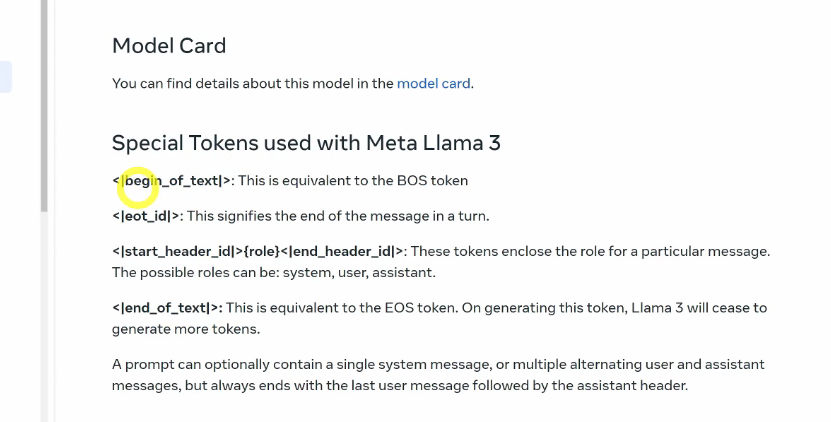 Model Card
You can find details about this model in the model card.
Special Tokens used with Meta Llama 3
<|begin_of_text|>: This is equivalent to the BOS token
<|eot_id|>: This signifies the end of the message in a turn.
<|start_header_id|>{role}<|end_header_id|>: These tokens enclose the role for a particular message.
The possible roles can be: system, user, assistant.
<|end_of_text|>: This is equivalent to the EOS token. On generating this token, Llama 3 will cease to
generate more tokens.
A prompt can optionally contain a single system message, or multiple alternating user and assistant
messages, but always ends with the last user message followed by the assistant header.